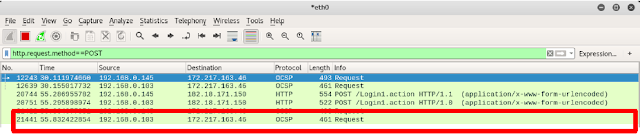 *eth0
File Edit View Go Capture Analyze Statistics Telephony Wireless Tools Help
http.request.method==POST Expression... +
No. Time Source Destination Protocol Length Info
12243 30.111974660 192.168.0.145 172.217.163.46 OCSP 493 Request
12639 30.155017732 192.168.0.103 172.217.163.46 OCSP 461 Request
20744 55.286955702 192.168.0.145 182.18.171.150 HTTP 554 POST /Login1.action HTTP/1.1 (application/x-www-form-urlencoded)
20751 55.295898974 192.168.0.103 182.18.171.150 HTTP 522 POST /Login1.action HTTP/1.0 (application/x-www-form-urlencoded)
21441 55.832422854 192.168.0.103 172.217.163.46 OCSP 461 Request